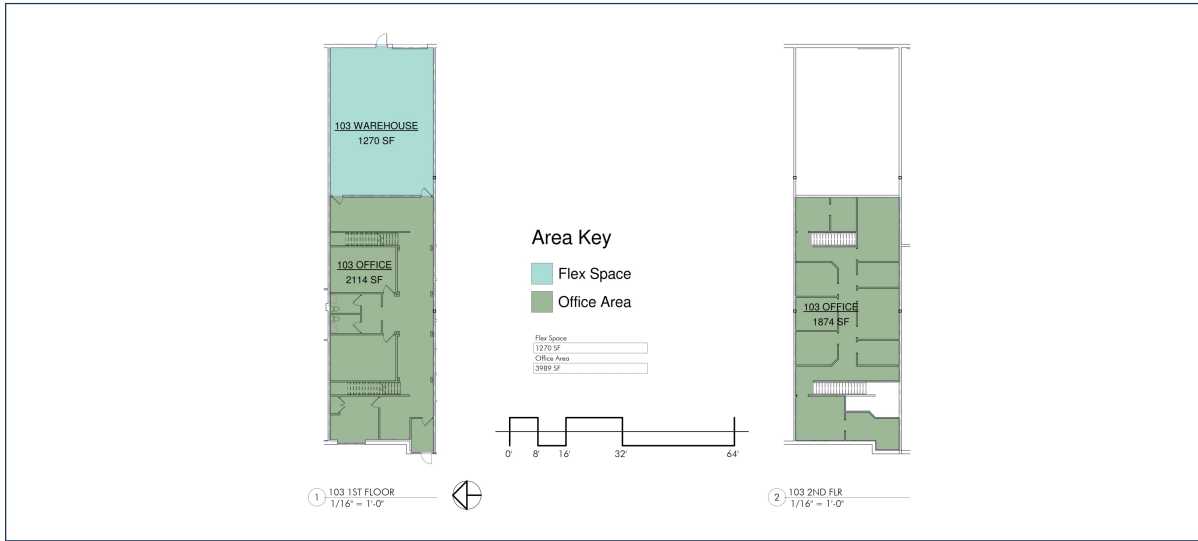 103 WAREHOUSE
1270 SF
103 OFFICE
2114 SF
1
103 1ST FLOOR
1/16" = 1'-0"
Area Key
Flex Space
Office Area
Flex Space
1270 SF
Office Area
3989 SF
0' 8' 16' 32' 64'
103 OFFICE
1874 SF
2
103 2ND FLR
1/16" = 1'-0"